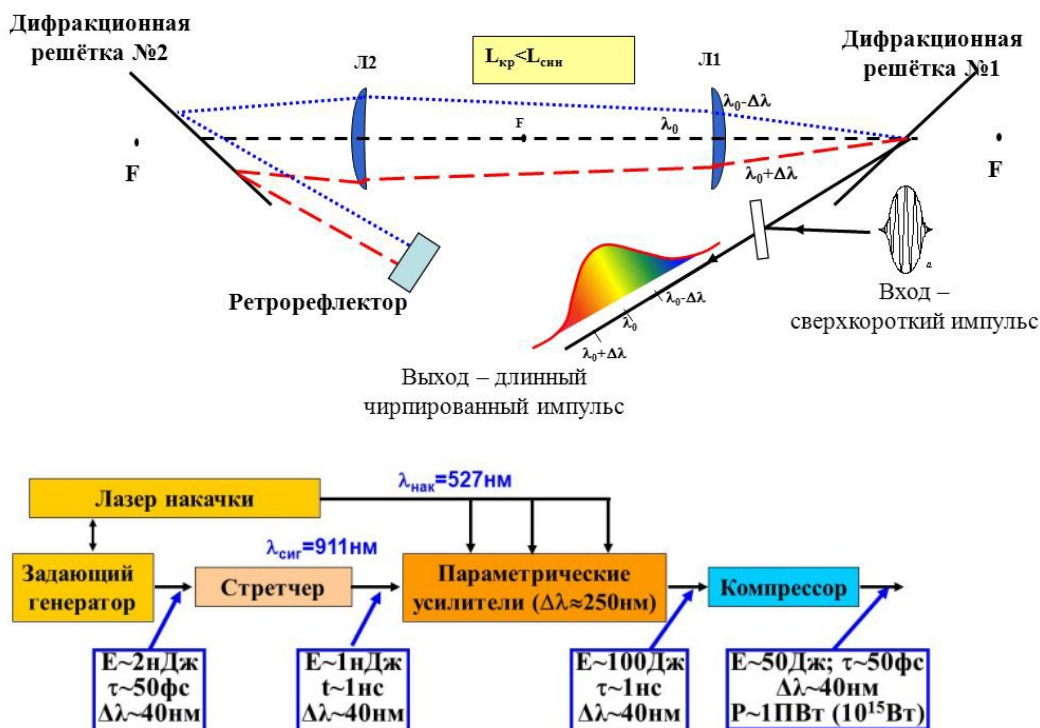 Дифракционная
решётка №2
Дифракционная
решётка №1
Л2
Lкр<Lсин
Л1
λ0-Δλ
λ0
F
F
F
λ0+Δλ
a
Ретрорефлектор
λ0-Δλ
λ0
λ0+Δλ
Вход –
сверхкороткий импульс
Выход – длинный
чирпированный импульс
λнак=527нм
Лазер накачки
λсиг=911нм
Задающий
генератор
Стретчер
Параметрические
усилители (Δλ≈250нм)
Компрессор
E~2нДж
τ~50фс
Δλ~40нм
E~1нДж
t~1нс
Δλ~40нм
E~100Дж
τ~1нс
Δλ~40нм
E~50Дж; τ~50фс
Δλ~40нм
P~1ПВт (10¹⁵Вт)